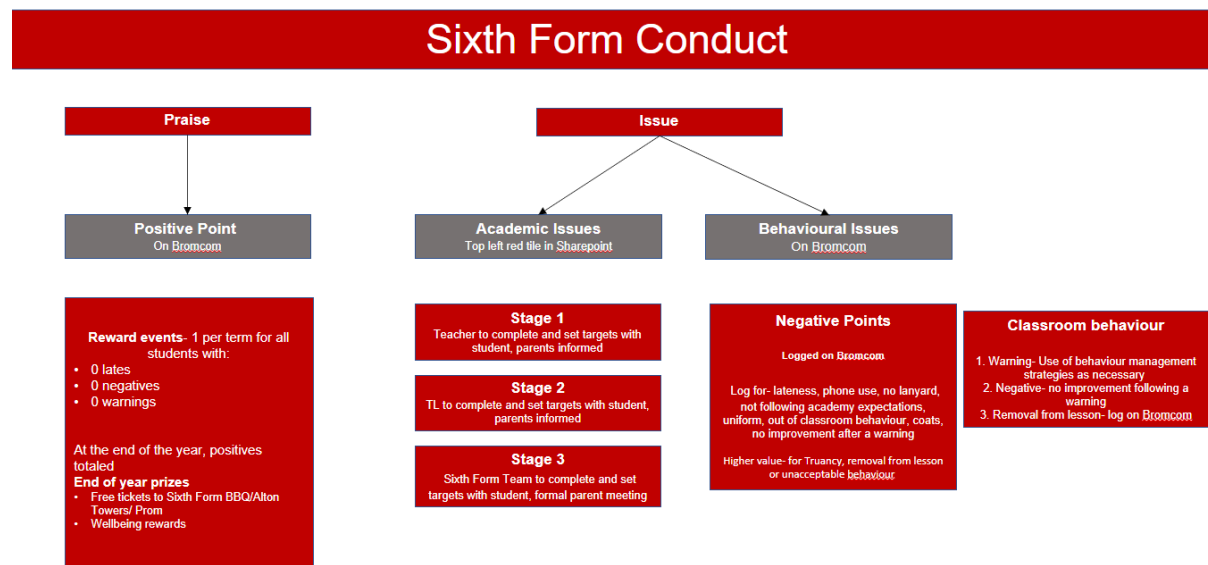 Sixth Form Conduct
Praise
Positive Point
On Bromcom
Reward events- 1 per term for all
students with:
• 0 lates
• 0 negatives
• 0 warnings
At the end of the year, positives
totaled
End of year prizes
• Free tickets to Sixth Form BBQ/Alton
Towers/ Prom
• Wellbeing rewards
Issue
Academic Issues
Top left red tile in Sharepoint
Stage 1
Teacher to complete and set targets with
student, parents informed
Stage 2
TL to complete and set targets with student,
parents informed
Stage 3
Sixth Form Team to complete and set
targets with student, formal parent meeting
Behavioural Issues
On Bromcom
Negative Points
Logged on Bromcom
Log for- lateness, phone use, no lanyard,
not following academy expectations,
uniform, out of classroom behaviour, coats,
no improvement after a warning
Higher value- for Truancy, removal from lesson
or unacceptable behaviour
Classroom behaviour
1. Warning- Use of behaviour management
strategies as necessary
2. Negative- no improvement following a
warning
3. Removal from lesson- log on Bromcom